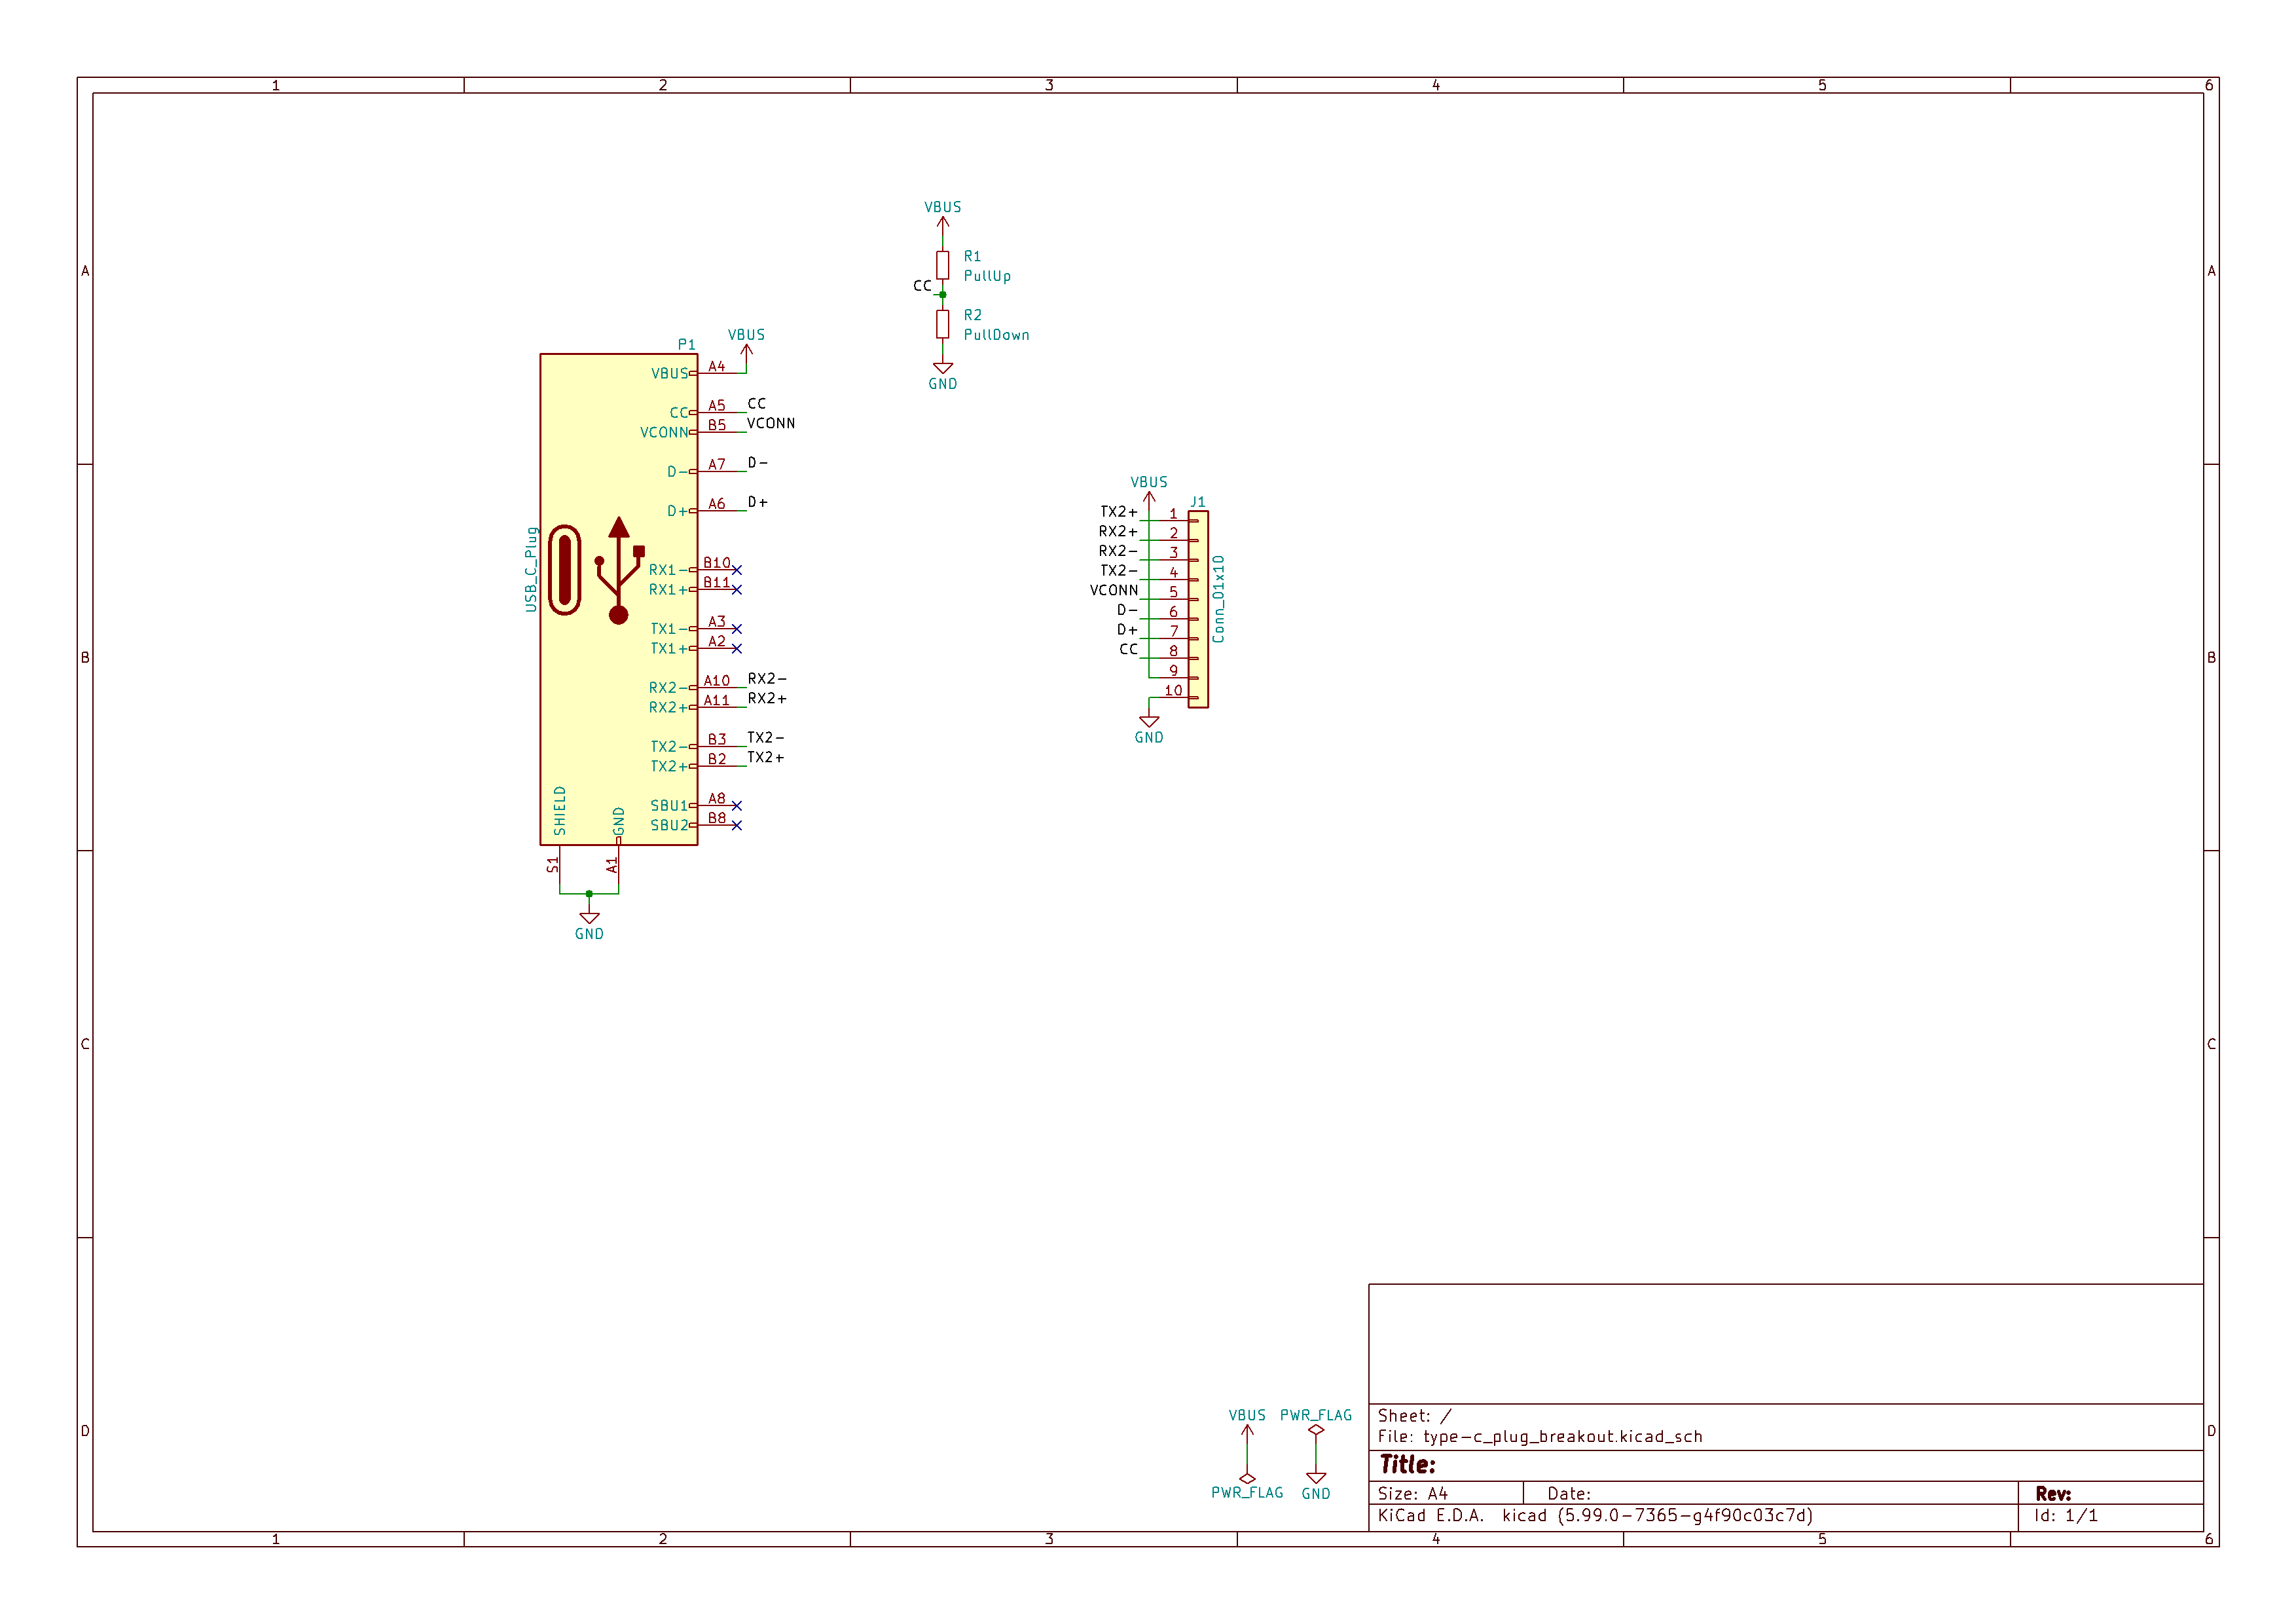 1 2 3 4 5 6
A
B
C
D
A
B
C
D
1 2 3 4 5 6
VBUS
R1
PullUp
CC
R2
PullDown
GND
P1
USB_C_Plug
VBUS
VBUS A4
CC A5 CC
VCONN B5 VCONN
D- A7 D-
D+ A6 D+
RX1- B10
RX1+ B11
TX1- A3
TX1+ A2
RX2- A10 RX2-
RX2+ A11 RX2+
TX2- B3 TX2-
TX2+ B2 TX2+
SBU1 A8
SBU2 B8
SHIELD
GND
S1
A1
GND
VBUS
J1
Conn_01x10
TX2+ 1
RX2+ 2
RX2- 3
TX2- 4
VCONN 5
D- 6
D+ 7
CC 8
9
10
GND
VBUS PWR_FLAG
PWR_FLAG GND
Sheet: /
File: type-c_plug_breakout.kicad_sch
Title:
Size: A4 Date: Rev:
KiCad E.D.A. kicad (5.99.0-7365-g4f90c03c7d) Id: 1/1